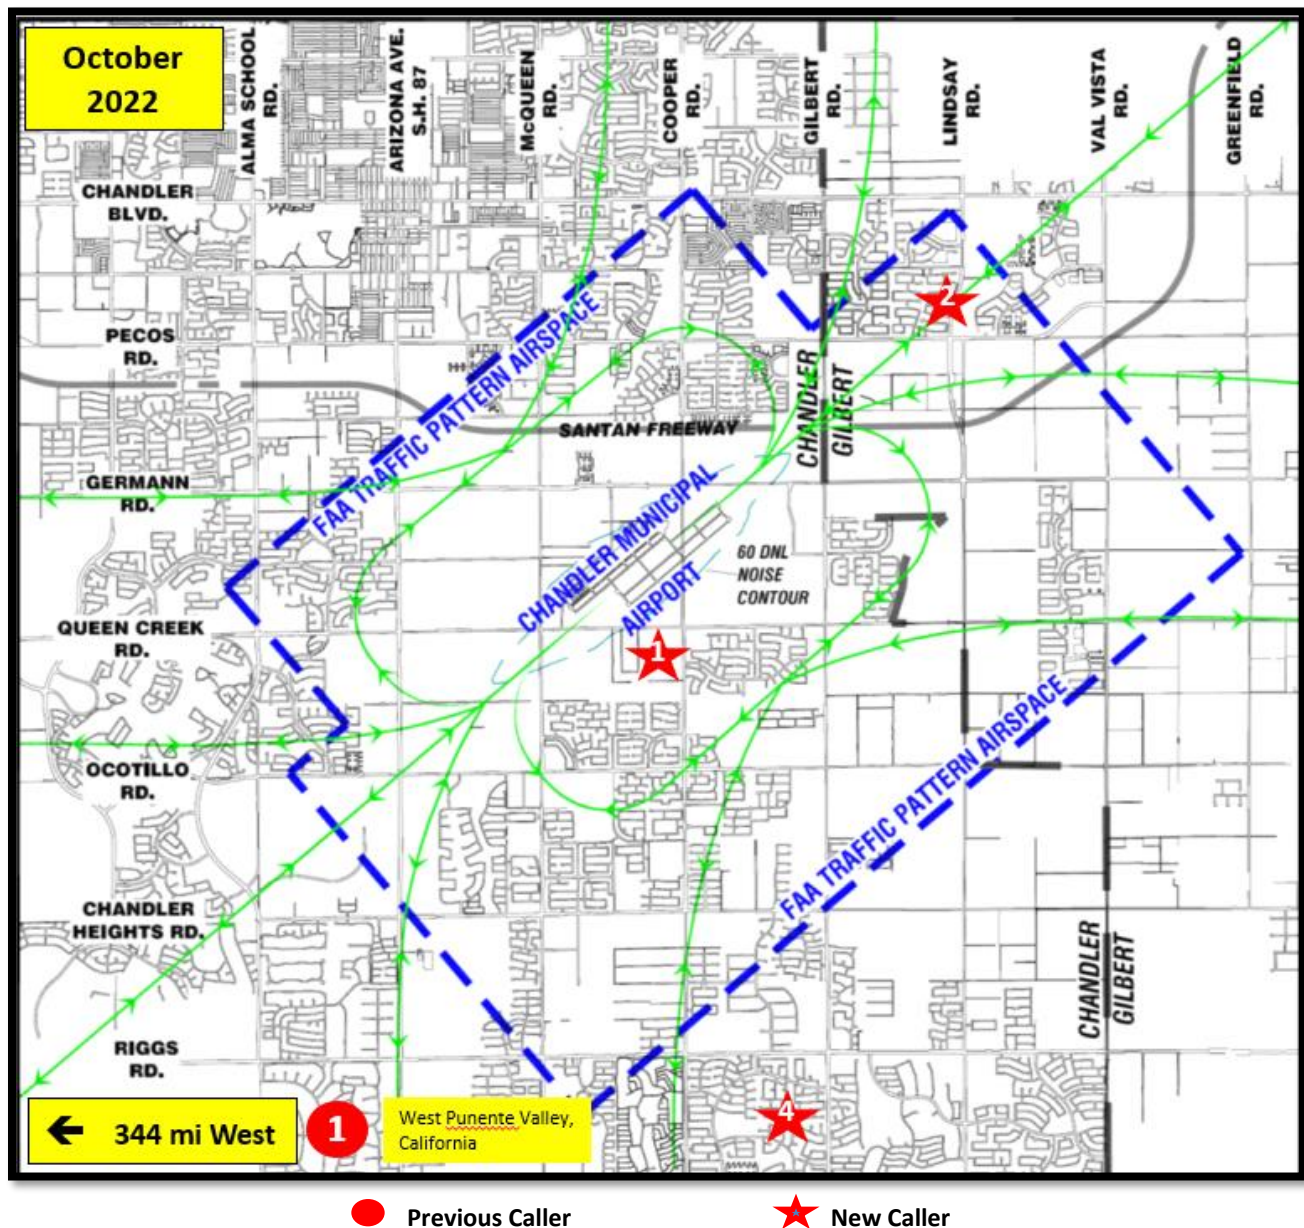 October
2022
ALMA SCHOOL
RD.
ARIZONA AVE.
S.H. 87
McQUEEN
RD.
COOPER
RD.
GILBERT
RD.
LINDSAY
RD.
VAL VISTA
RD.
GREENFIELD
RD.
CHANDLER
BLVD.
2
PECOS
RD.
FAA TRAFFIC PATTERN AIRSPACE
CHANDLER
GILBERT
SANTAN FREEWAY
GERMANN
RD.
CHANDLER MUNICIPAL
AIRPORT
60 DNL
NOISE
CONTOUR
QUEEN CREEK
RD.
1
OCOTILLO
RD.
FAA TRAFFIC PATTERN AIRSPACE
CHANDLER
HEIGHTS RD.
CHANDLER
GILBERT
RIGGS
RD.
4
← 344 mi West
1
West Punente Valley,
California
Previous Caller
New Caller